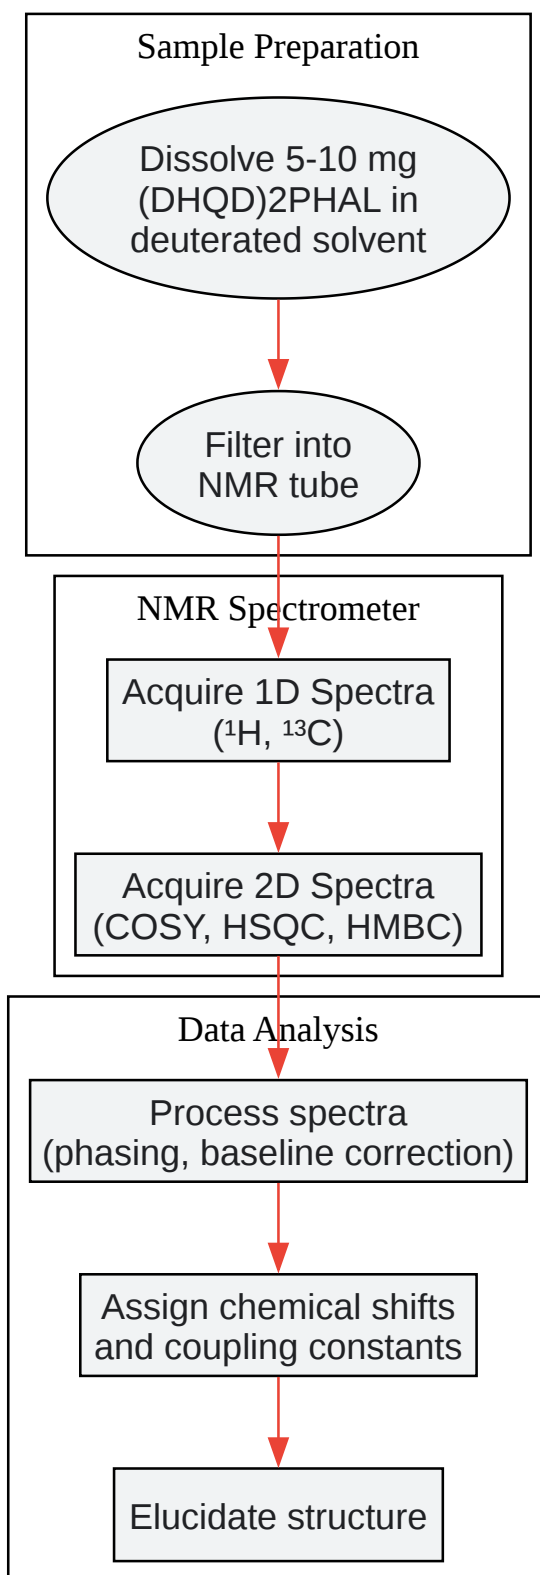 Sample Preparation
Dissolve 5-10 mg
(DHQD)2PHAL in
deuterated solvent
Filter into
NMR tube
NMR Spectrometer
Acquire 1D Spectra
(¹H, ¹³C)
Acquire 2D Spectra
(COSY, HSQC, HMBC)
Data Analysis
Process spectra
(phasing, baseline correction)
Assign chemical shifts
and coupling constants
Elucidate structure